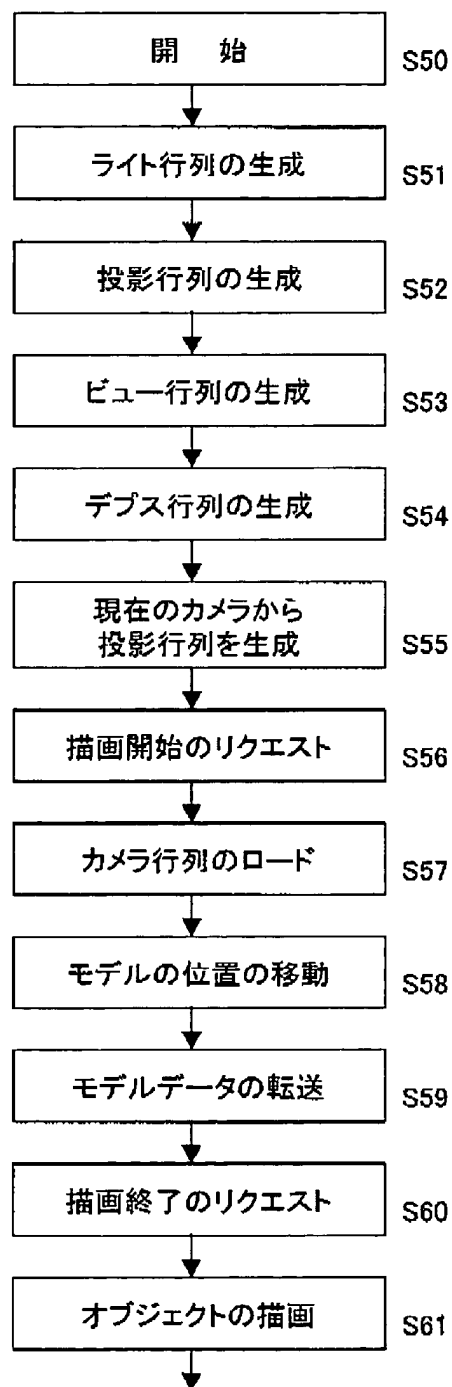 開 始
S50
ライト行列の生成
S51
投影行列の生成
S52
ビュー行列の生成
S53
デプス行列の生成
S54
現在のカメラから
投影行列を生成
S55
描画開始のリクエスト
S56
カメラ行列のロード
S57
モデルの位置の移動
S58
モデルデータの転送
S59
描画終了のリクエスト
S60
オブジェクトの描画
S61